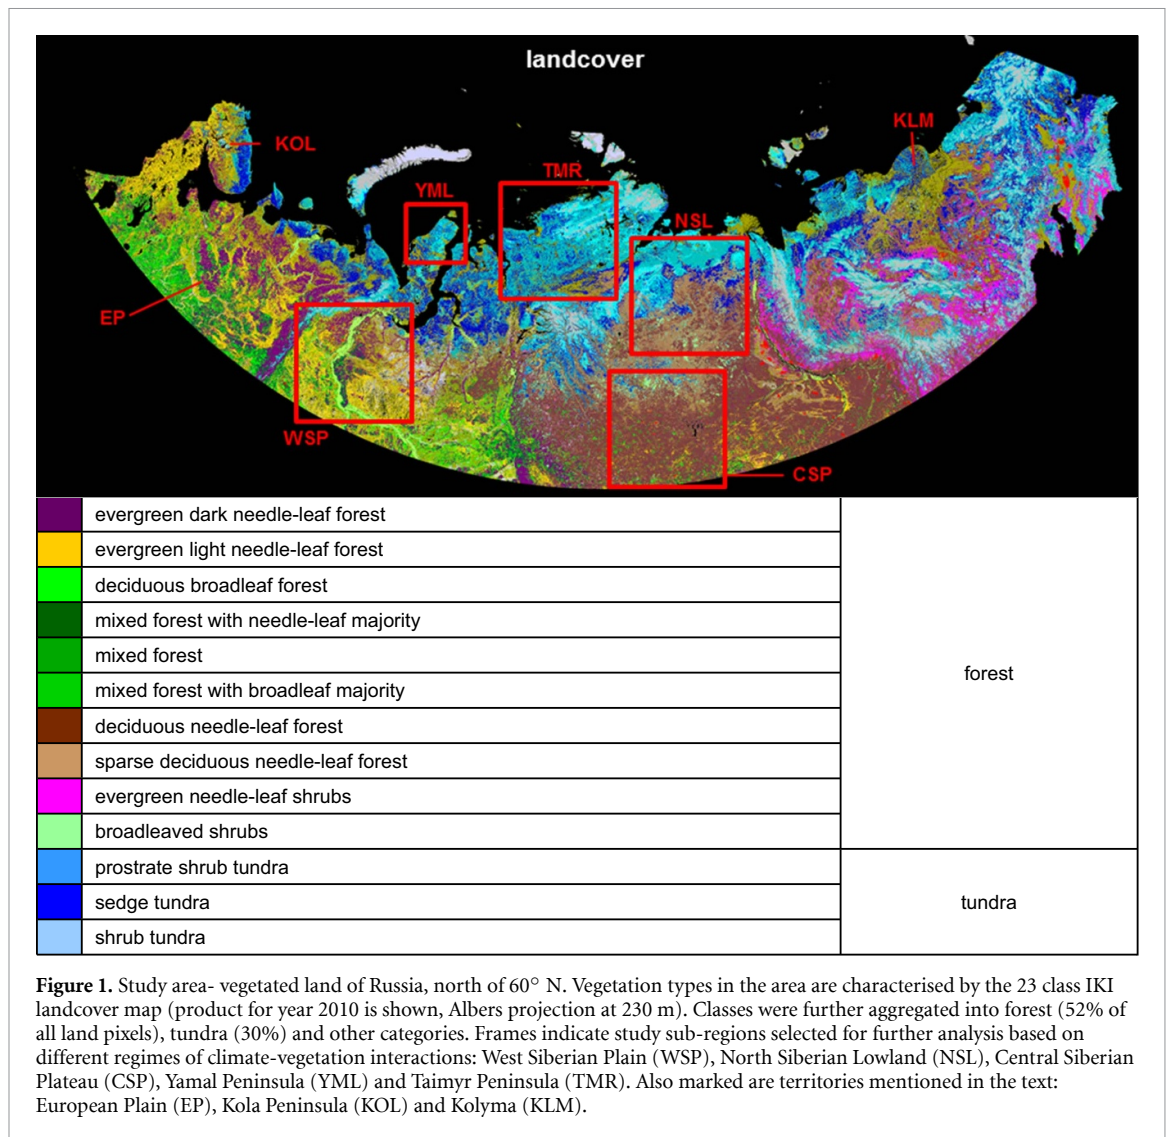 landcover
KOL
KLM
TMR
YML
NSL
EP
WSP
CSP
evergreen dark needle-leaf forest
evergreen light needle-leaf forest
deciduous broadleaf forest
mixed forest with needle-leaf majority
mixed forest
forest
mixed forest with broadleaf majority
deciduous needle-leaf forest
sparse deciduous needle-leaf forest
evergreen needle-leaf shrubs
broadleaved shrubs
prostrate shrub tundra
sedge tundra
tundra
shrub tundra
Figure 1. Study area- vegetated land of Russia, north of 60° N. Vegetation types in the area are characterised by the 23 class IKI
landcover map (product for year 2010 is shown, Albers projection at 230 m). Classes were further aggregated into forest (52% of
all land pixels), tundra (30%) and other categories. Frames indicate study sub-regions selected for further analysis based on
different regimes of climate-vegetation interactions: West Siberian Plain (WSP), North Siberian Lowland (NSL), Central Siberian
Plateau (CSP), Yamal Peninsula (YML) and Taimyr Peninsula (TMR). Also marked are territories mentioned in the text:
European Plain (EP), Kola Peninsula (KOL) and Kolyma (KLM).